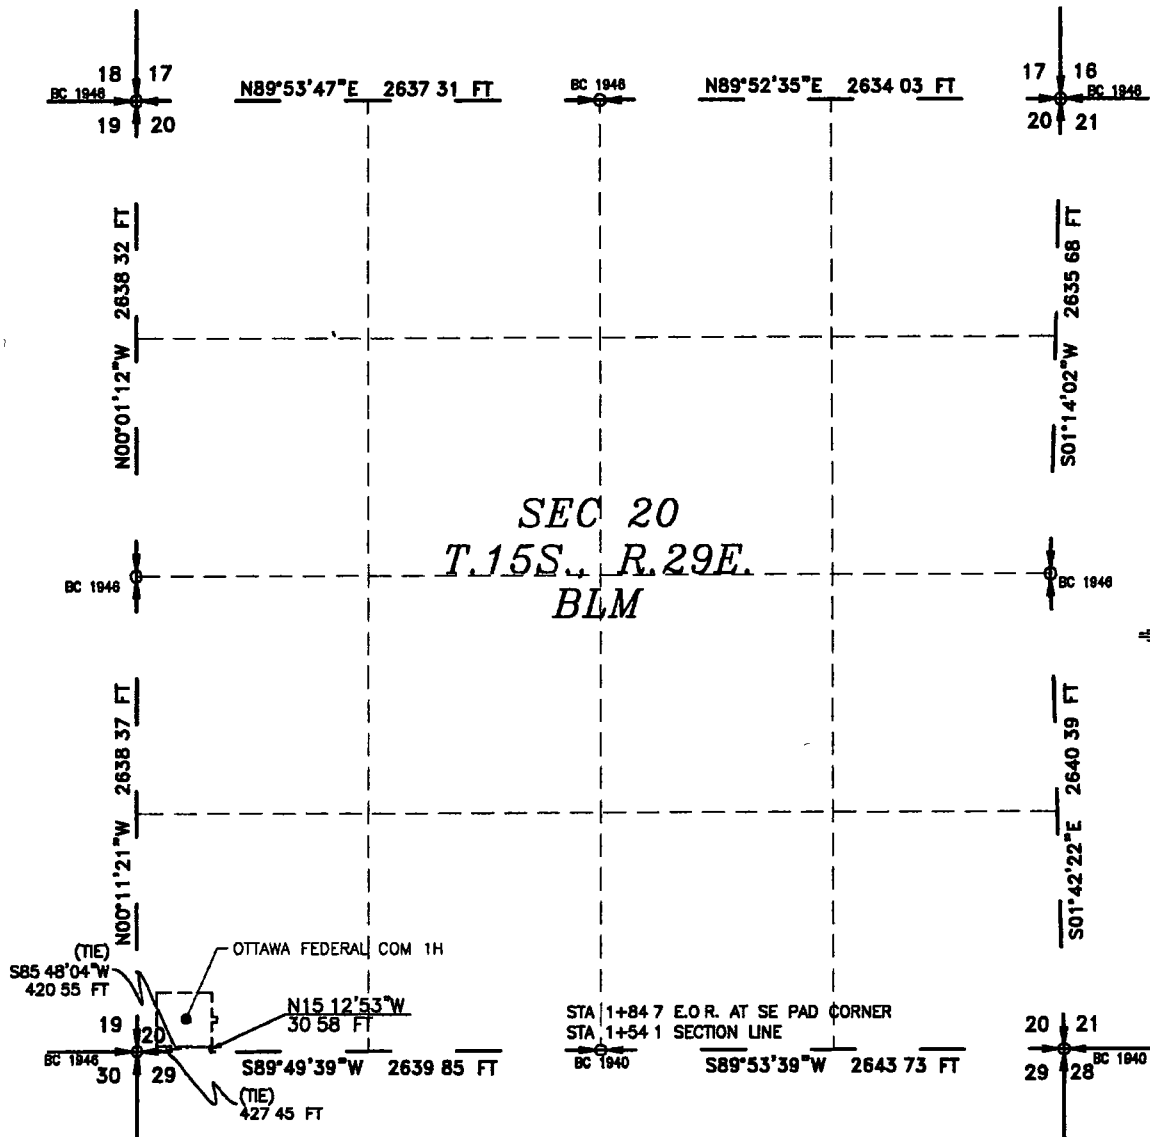 18 17
17 16
BC 1946
N89°53'47"E 2637 31 FT
BC 1946
N89°52'35"E 2634 03 FT
BC 1946
19 20
20 21
N00°01'12"W 2638 32 FT
S01°14'02"W 2635 68 FT
SEC 20
T.15S., R.29E.
BLM
BC 1946
BC 1946
N00°11'21"W 2638 37 FT
S01°42'22"E 2640 39 FT
(TIE)
S85 48'04"W
420 55 FT
OTTAWA FEDERAL COM 1H
N15 12'53"W
30 58 FT
STA 1+84 7 E.O R. AT SE PAD CORNER
STA 1+54 1 SECTION LINE
19 20
20 21
BC 1946
S89°49'39"W 2639 85 FT
BC 1940
S89°53'39"W 2643 73 FT
BC 1940
30 29
29 28
(TIE)
427 45 FT